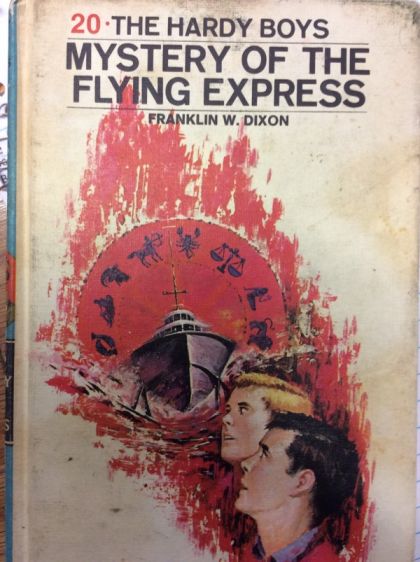 20·THE HARDY BOYS
MYSTERY OF THE
FLYING EXPRESS
FRANKLIN W. DIXON